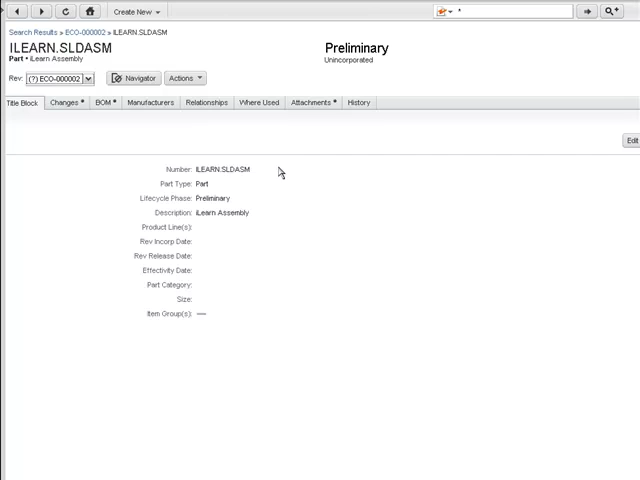 Create New
*
Search Results » ECO-000002 » ILEARN.SLDASM
ILEARN.SLDASM
Preliminary
Part • iLearn Assembly
Unincorporated
Rev: (?) ECO-000002 Navigator Actions
Title Block Changes * BOM * Manufacturers Relationships Where Used Attachments * History
Edit
Number: ILEARN.SLDASM
Part Type: Part
Lifecycle Phase: Preliminary
Description: iLearn Assembly
Product Line(s):
Rev Incorp Date:
Rev Release Date:
Effectivity Date:
Part Category:
Size:
Item Group(s): —